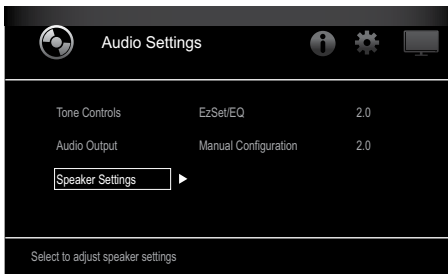 Audio Settings
Tone Controls EzSet/EQ 2.0
Audio Output Manual Configuration 2.0
Speaker Settings
Select to adjust speaker settings